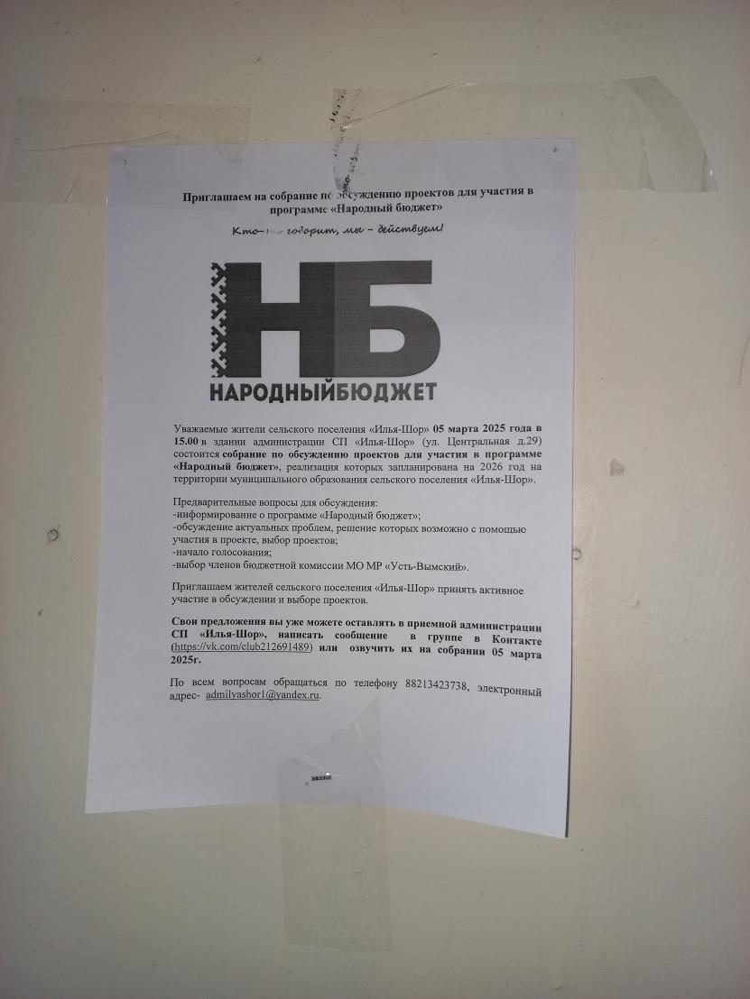 Приглашаем на собрание по обсуждению проектов для участия в
программе «Народный бюджет»
Кто- говорит, мы - действуем!
НБ
НАРОДНЫЙБЮДЖЕТ
Уважаемые жители сельского поселения «Илья-Шор» 05 марта 2025 года в
15.00 в здании администрации СП «Илья-Шор» (ул. Центральная д.29)
состоится собрание по обсуждению проектов для участия в программе
«Народный бюджет», реализация которых запланирована на 2026 год на
территории муниципального образования сельского поселения «Илья-Шор».
Предварительные вопросы для обсуждения:
-информирование о программе «Народный бюджет»;
-обсуждение актуальных проблем, решение которых возможно с помощью
участия в проекте, выбор проектов;
-начало голосования;
-выбор членов бюджетной комиссии МО МР «Усть-Вымский».
Приглашаем жителей сельского поселения «Илья-Шор» принять активное
участие в обсуждении и выборе проектов.
Свои предложения вы уже можете оставлять в приемной администрации
СП «Илья-Шор», написать сообщение в группе в Контакте
(https://vk.com/club212691489) или озвучить их на собрании 05 марта
2025г.
По всем вопросам обращаться по телефону 88213423738, электронный
адрес- admilyashor1@yandex.ru.